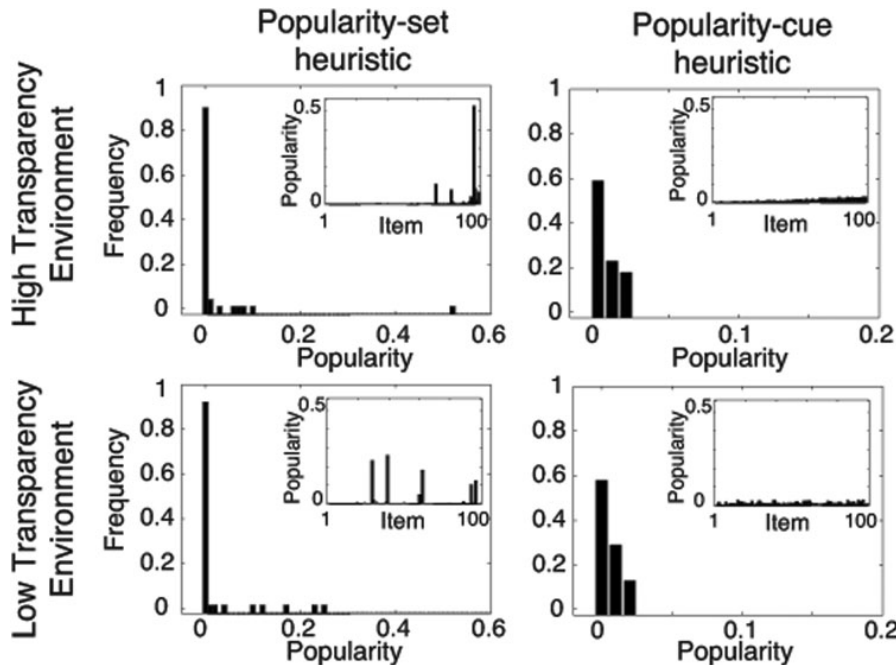 Popularity-set
heuristic
Popularity-cue
heuristic
High Transparency
Environment
Frequency
1
0.8
0.6
0.4
0.2
0
0 0.2 0.4 0.6
Popularity
Popularity
0.5
0
1 Item 100
1
0.8
0.6
0.4
0.2
0
0 0.1 0.2
Popularity
Popularity
0.5
0
1 Item 100
Low Transparency
Environment
Frequency
1
0.8
0.6
0.4
0.2
0
0 0.2 0.4 0.6
Popularity
Popularity
0.5
0
1 Item 100
1
0.8
0.6
0.4
0.2
0
0 0.1 0.2
Popularity
Popularity
0.5
0
1 Item 100